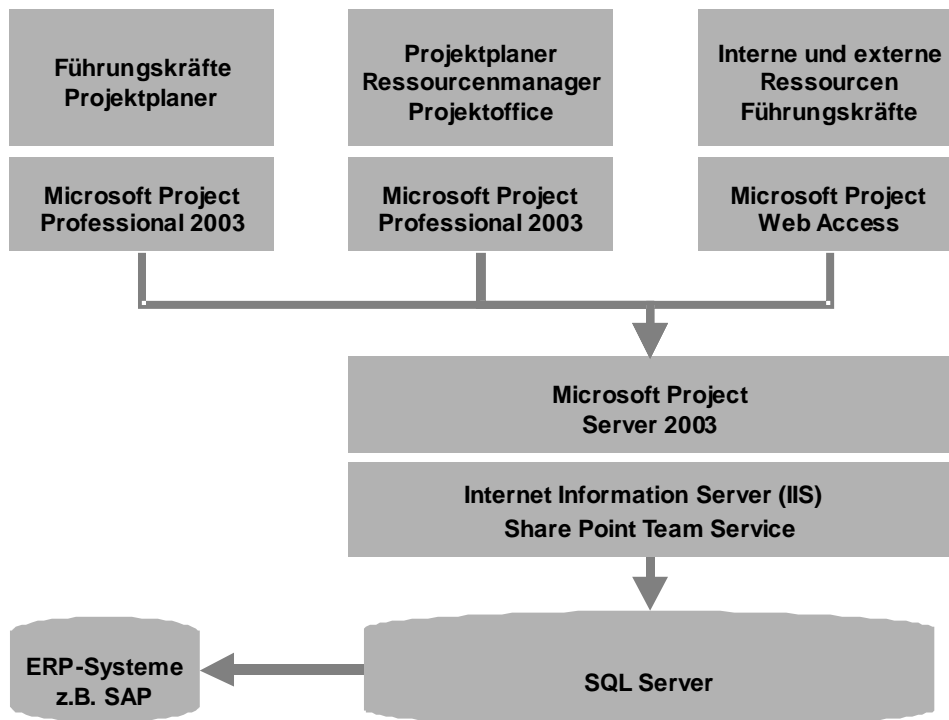 Führungskräfte
Projektplaner
Projektplaner
Ressourcenmanager
Projektoffice
Interne und externe
Ressourcen
Führungskräfte
Microsoft Project
Professional 2003
Microsoft Project
Professional 2003
Microsoft Project
Web Access
Microsoft Project
Server 2003
Internet Information Server (IIS)
Share Point Team Service
ERP-Systeme
z.B. SAP
SQL Server